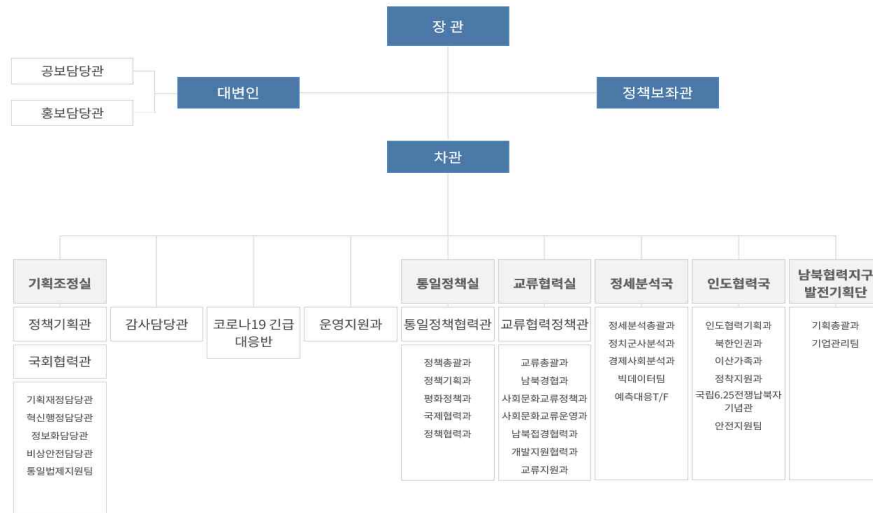 장 관
공보담당관
대변인
정책보좌관
홍보담당관
차관
기획조정실
정책기획관
국회협력관
기획재정담당관
혁신행정담당관
정보화담당관
비상안전담당관
통일법제지원팀
감사담당관
코로나19 긴급
대응반
운영지원과
통일정책실
통일정책협력관
정책총괄과
정책기획과
평화정책과
국제협력과
정책협력과
교류협력실
교류협력정책관
교류총괄과
남북경협과
사회문화교류정책과
사회문화교류운영과
남북접경협력과
개발지원협력과
교류지원과
정세분석국
정세분석총괄과
정치군사분석과
경제사회분석과
빅데이터팀
예측대응T/F
인도협력국
인도협력기획과
북한인권과
이산가족과
정착지원과
국립6.25전쟁납북자
기념관
안전지원팀
남북협력지구
발전기획단
기획총괄과
기업관리팀